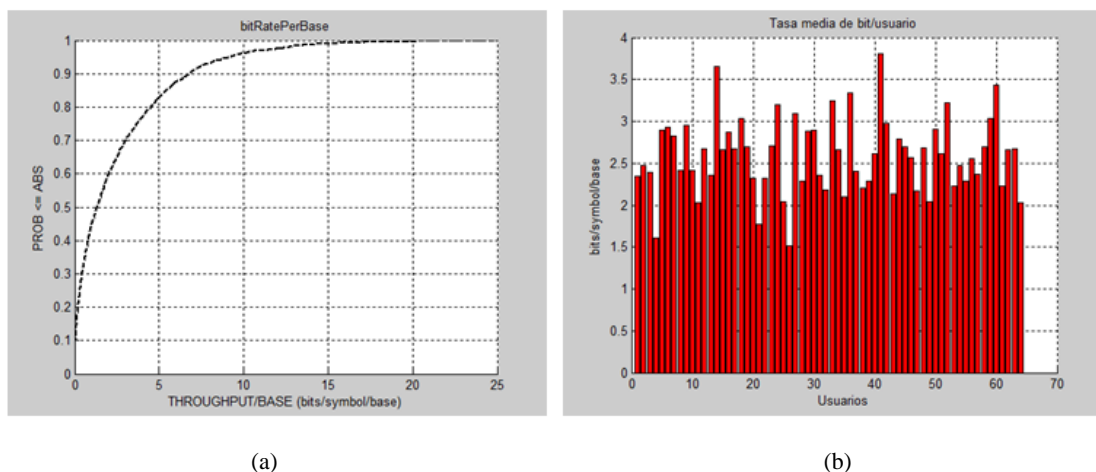 bitRatePerBase
1
0.9
0.8
0.7
0.6
0.5
0.4
0.3
0.2
0.1
0
PROB <= ABS
0 5 10 15 20 25
THROUGHPUT/BASE (bits/symbol/base)
(a)
Tasa media de bit/usuario
4
3.5
3
2.5
2
1.5
1
0.5
0
bits/symbol/base
0 10 20 30 40 50 60 70
Usuarios
(b)